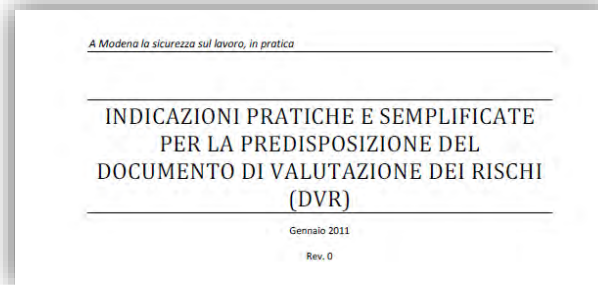 A Modena la sicurezza sul lavoro, in pratica
INDICAZIONI PRATICHE E SEMPLIFICATE
PER LA PREDISPOSIZIONE DEL
DOCUMENTO DI VALUTAZIONE DEI RISCHI
(DVR)
Gennaio 2011
Rev. 0